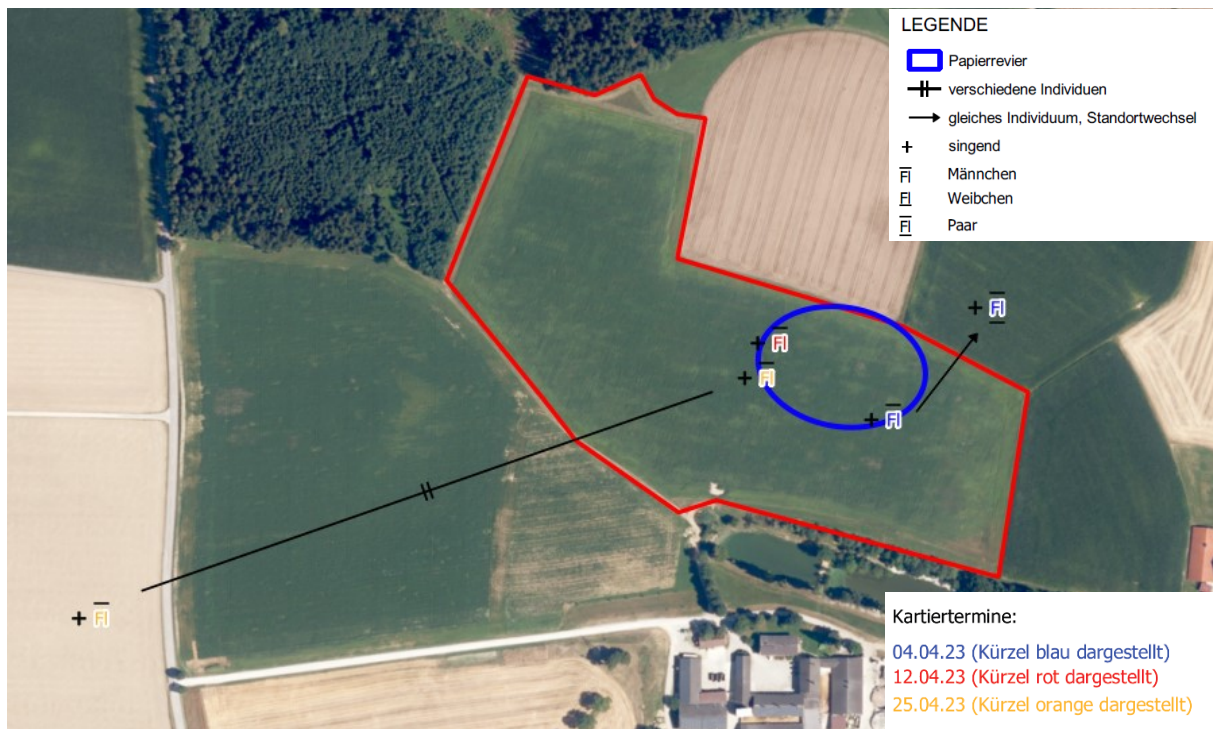 LEGENDE
Papierrevier
verschiedene Individuen
gleiches Individuum, Standortwechsel
+ singend
Fl Männchen
Fl Weibchen
Fl Paar
+ Fl
+ Fl
+ Fl
+ Fl
+ Fl
Kartiertermine:
04.04.23 (Kürzel blau dargestellt)
12.04.23 (Kürzel rot dargestellt)
25.04.23 (Kürzel orange dargestellt)